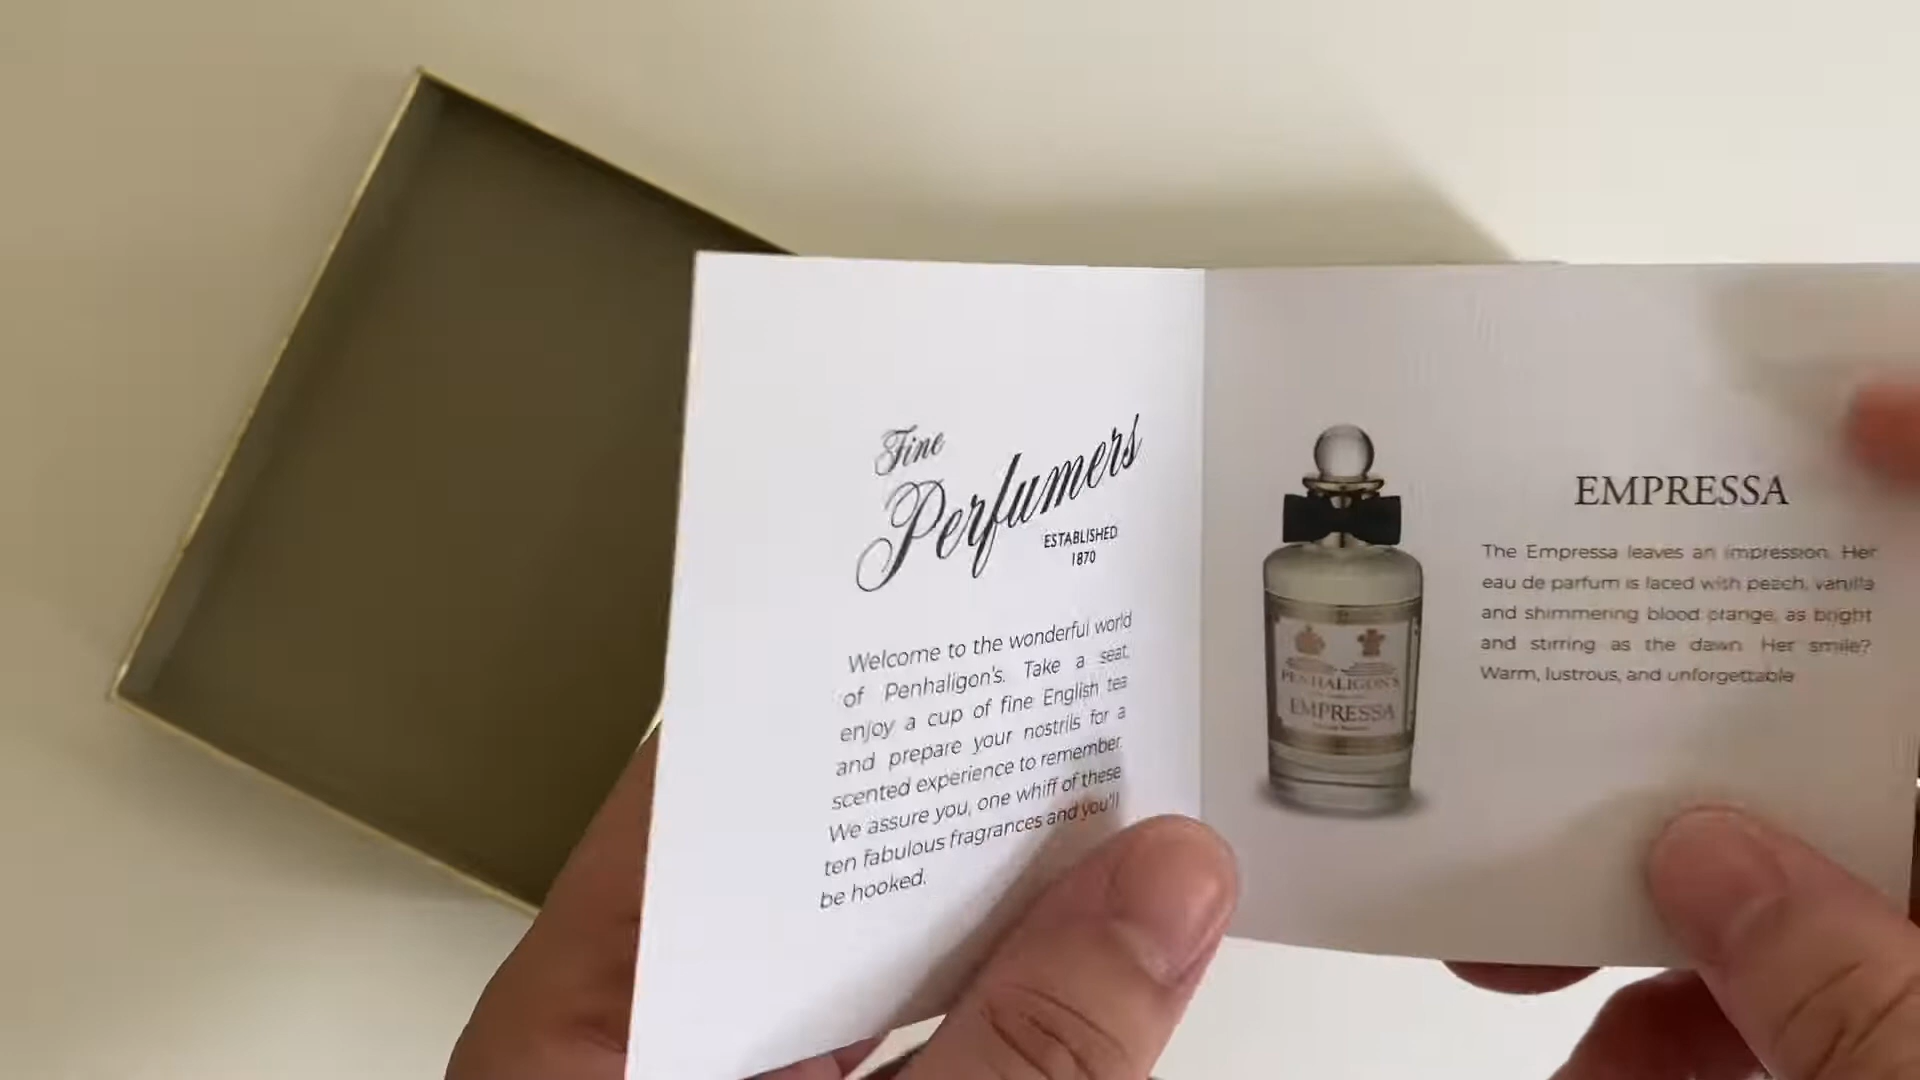 Fine
Perfumers
ESTABLISHED
1870
Welcome to the wonderful world
of Penhaligon's. Take a seat,
enjoy a cup of fine English tea
and prepare your nostrils for a
scented experience to remember.
We assure you, one whiff of these
ten fabulous fragrances and you'll
be hooked.
PENHALIGON'S
EMPRESSA
EMPRESSA
The Empressa leaves an impression. Her
eau de parfum is laced with peach, vanilla
and shimmering blood orange, as bright
and stirring as the dawn. Her smile?
Warm, lustrous, and unforgettable